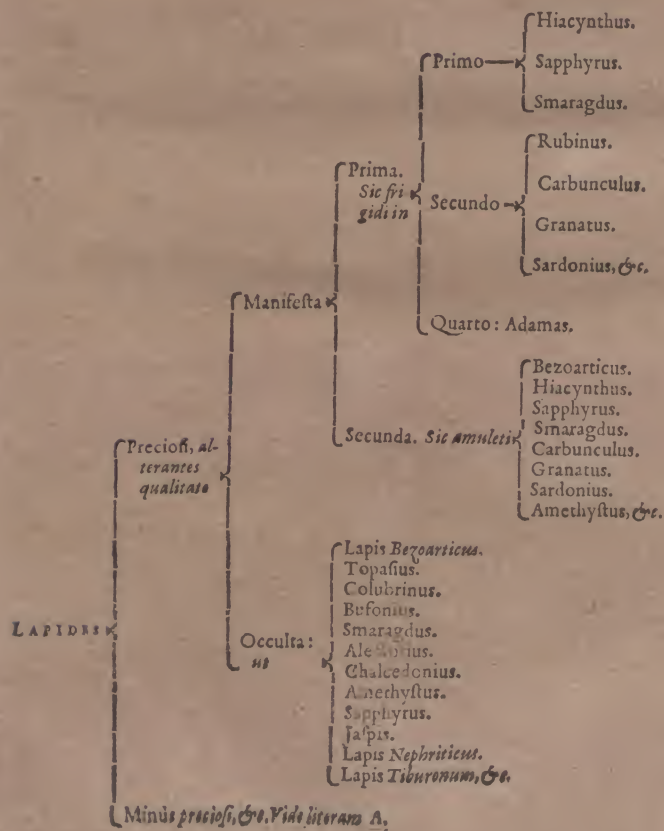 Hiacynthus.
Primo
Sapphyrus.
Smaragdus.
Rubinus.
Prima.
Carbunculus.
Sic fri
Secundo
gidi in
Granatus.
Sardonius, &c.
Manifesta
Quarto: Adamas.
Bezoarticus.
Hiacynthus.
Sapphyrus.
Secunda. Sic amuleti
Smaragdus.
Carbunculus.
Preciosi, al-
terantes
Granatus.
qualitate
Sardonius.
Amethystus, &c.
Lapis Bezoarticus.
Topasius.
Colubrinus.
Bufonius.
LAPIDES
Occulta:
Smaragdus.
ut
Chalcedonius.
Amethystus.
Sapphyrus.
Jaspis.
Lapis Nephriticus.
Lapis Tiburonum, &c.
Minùs preciosi, &c. Vide literam A.